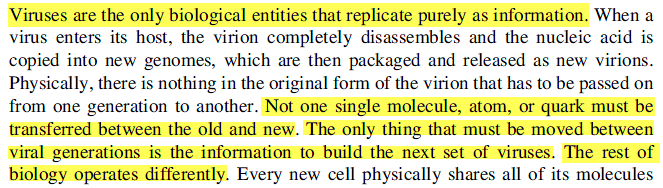 Viruses are the only biological entities that replicate purely as information. When a
virus enters its host, the virion completely disassembles and the nucleic acid is
copied into new genomes, which are then packaged and released as new virions.
Physically, there is nothing in the original form of the virion that has to be passed on
from one generation to another. Not one single molecule, atom, or quark must be
transferred between the old and new. The only thing that must be moved between
viral generations is the information to build the next set of viruses. The rest of
biology operates differently. Every new cell physically shares all of its molecules